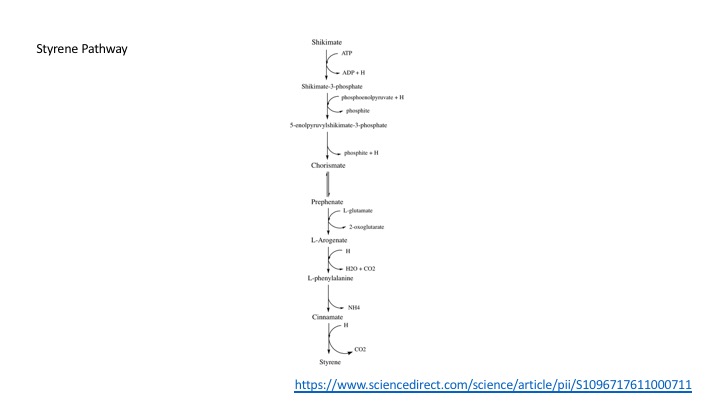 Styrene Pathway
Shikimate
ATP
ADP + H
Shikimate-3-phosphate
phosphoenolpyruvate + H
phosphite
5-enolpyruvylshikimate-3-phosphate
phosphite + H
Chorismate
Prephenate
L-glutamate
2-oxoglutarate
L-Arogenate
H
H2O + CO2
L-phenylalanine
NH4
Cinnamate
H
CO2
Styrene
https://www.sciencedirect.com/science/article/pii/S1096717611000711